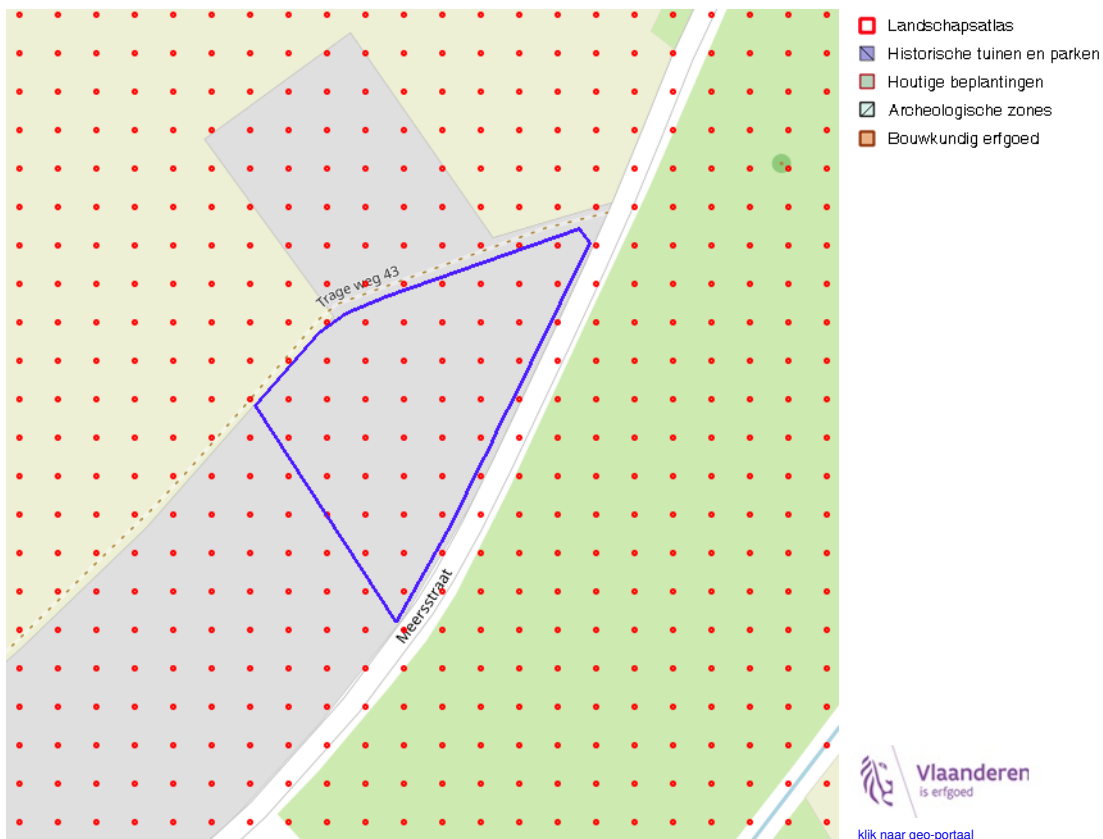 Trage weg 43
Meersstraat
Landschapsatlas
Historische tuinen en parken
Houtige beplantingen
Archeologische zones
Bouwkundig erfgoed
Vlaanderen
is erfgoed
klik naar geo-portaal